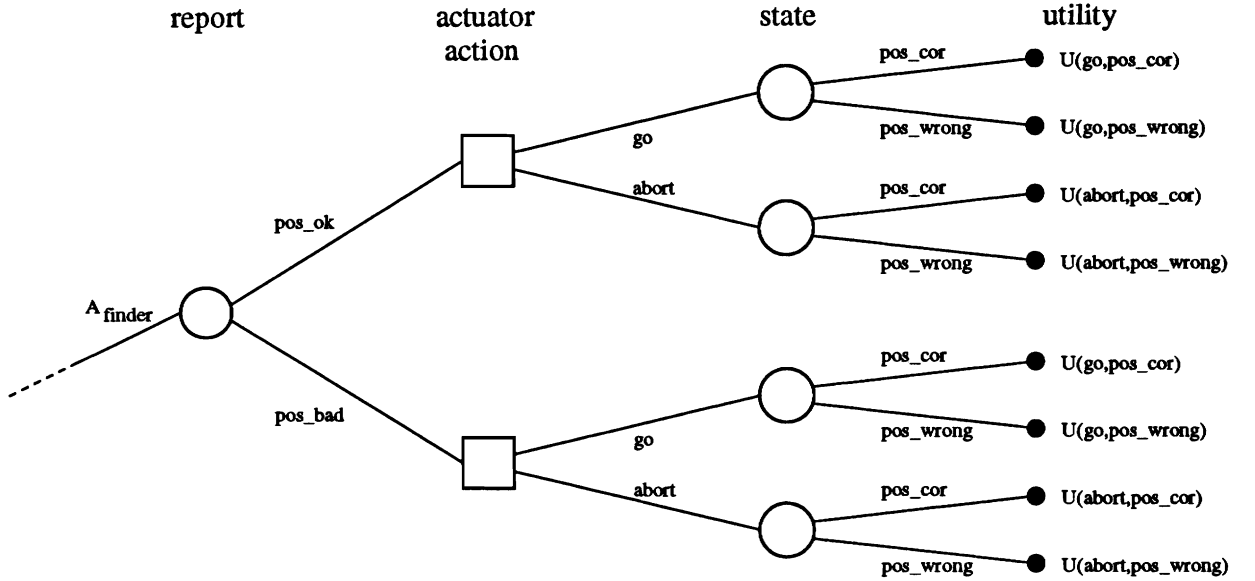 report
actuator
action
state
utility
pos_cor
U(go,pos_cor)
go
pos_wrong
U(go,pos_wrong)
abort
pos_cor
U(abort,pos_cor)
pos_ok
pos_wrong
U(abort,pos_wrong)
A finder
pos_cor
U(go,pos_cor)
pos_bad
go
pos_wrong
U(go,pos_wrong)
abort
pos_cor
U(abort,pos_cor)
pos_wrong
U(abort,pos_wrong)